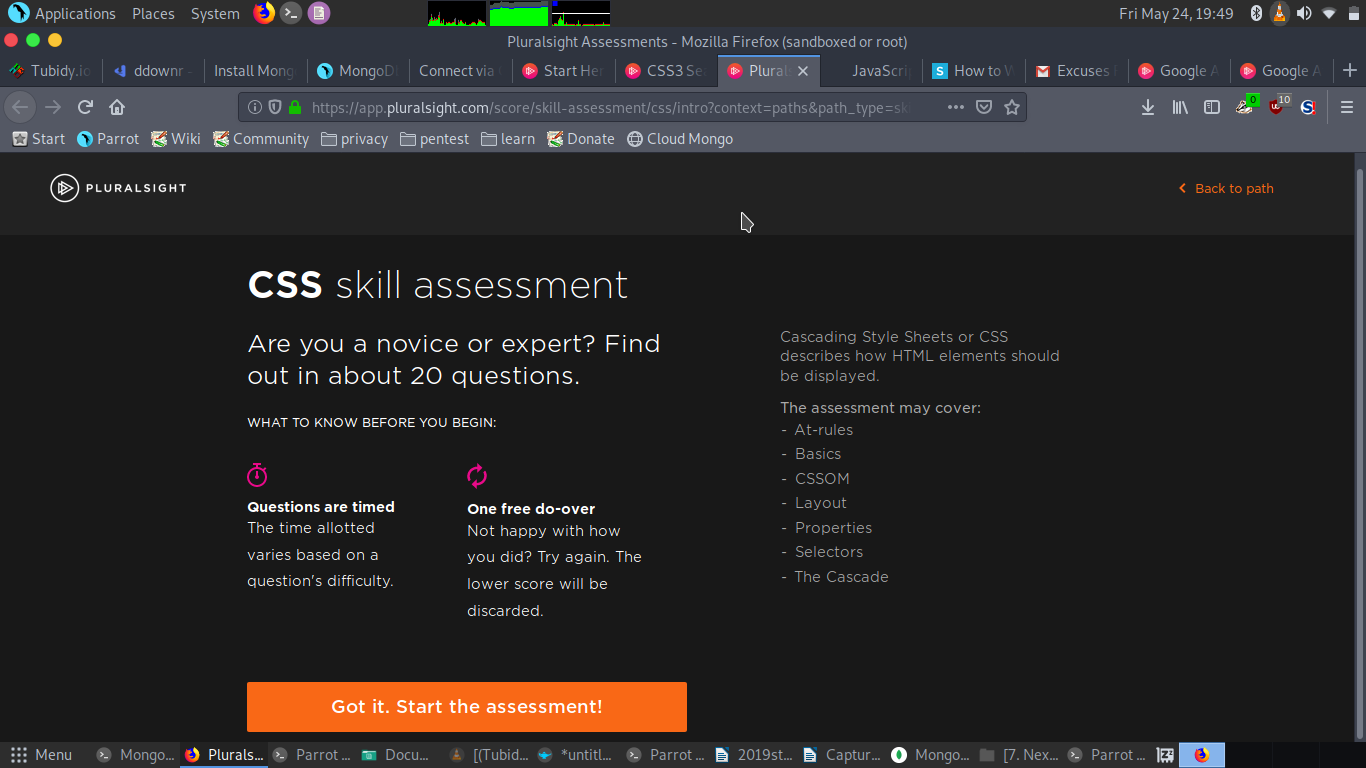 Applications Places System Fri May 24, 19:49
Pluralsight Assessments - Mozilla Firefox (sandboxed or root)
Tubidy.io ddownr - Install Mong MongoDB Connect via Start Her CSS3 Se Plural JavaScri How to W Excuses Google A Google A
https://app.pluralsight.com/score/skill-assessment/css/intro?context=paths&path_type=sk 0 10
Start Parrot Wiki Community privacy pentest learn Donate Cloud Mongo
PLURALSIGHT
Back to path
CSS skill assessment
Are you a novice or expert? Find
out in about 20 questions.
WHAT TO KNOW BEFORE YOU BEGIN:
Questions are timed
The time allotted
varies based on a
question's difficulty.
One free do-over
Not happy with how
you did? Try again. The
lower score will be
discarded.
Cascading Style Sheets or CSS
describes how HTML elements should
be displayed.
The assessment may cover:
- At-rules
- Basics
- CSSOM
- Layout
- Properties
- Selectors
- The Cascade
Got it. Start the assessment!
Menu Mongo... Plurals... Parrot ... Docu... [(Tubid... *untitl... Parrot ... 2019st... Captur... Mongo... [7. Nex... Parrot ...